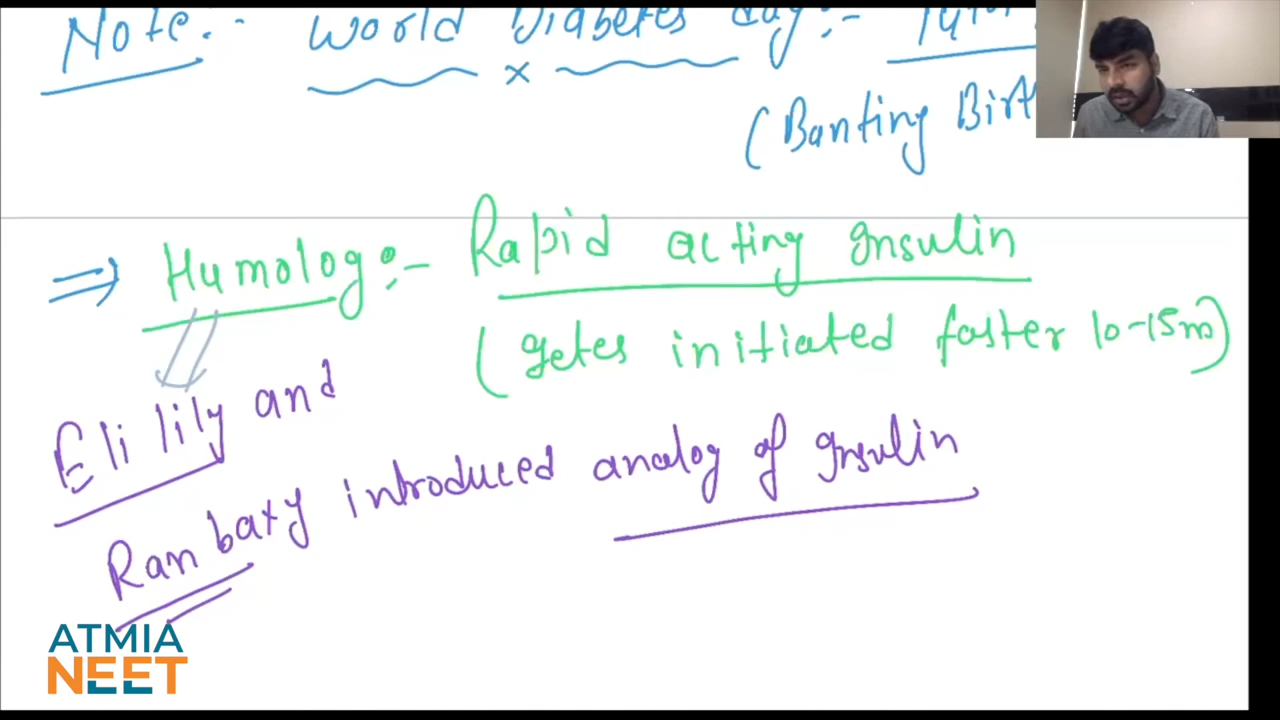 Note:- World Diabetes day:-
(Banting Birt
⇒ Humolog:- Rapid acting Insulin
(getes initiated faster 10-15m)
Eli lily and
Ranbaxy introduced analog of Insulin
ATMIA
NEET